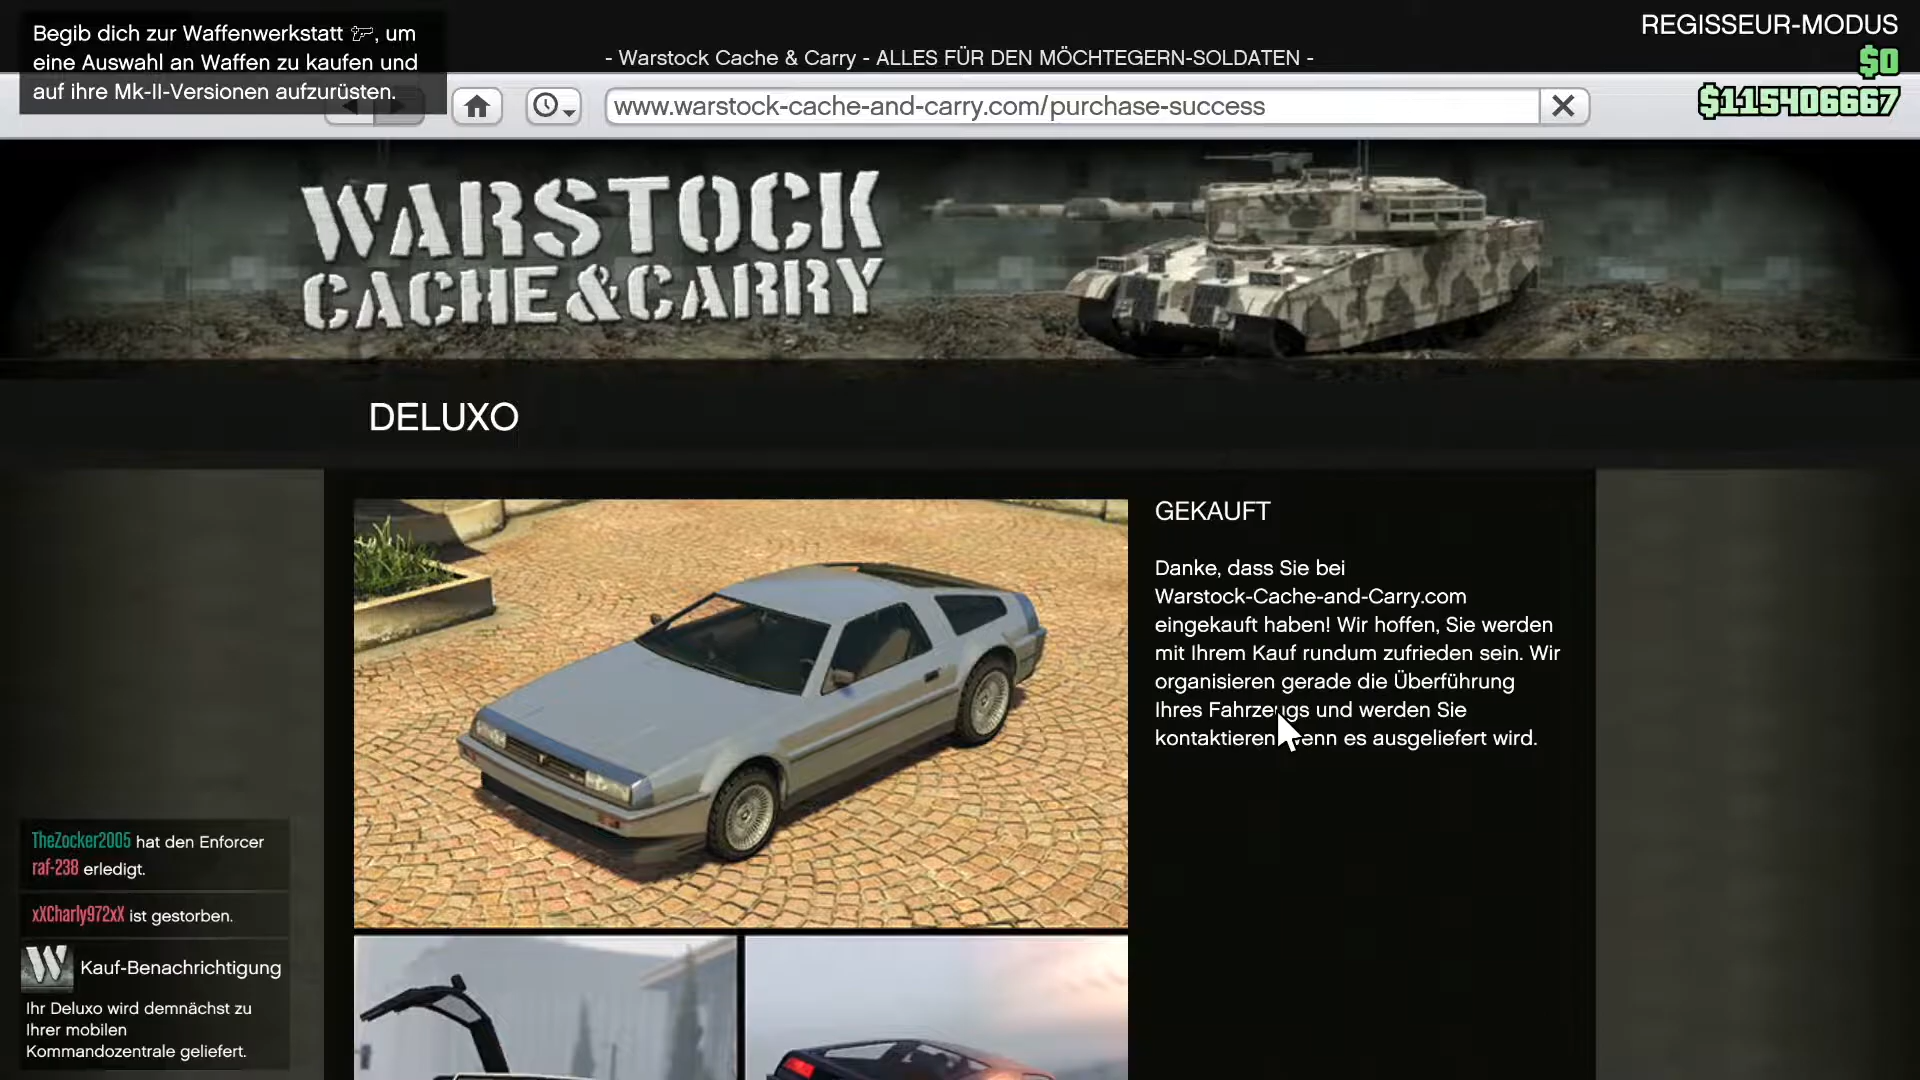 Begib dich zur Waffenwerkstatt , um
eine Auswahl an Waffen zu kaufen und
auf ihre Mk-II-Versionen aufzurüsten.
REGISSEUR-MODUS
$0
$115406667
- Warstock Cache & Carry - ALLES FÜR DEN MÖCHTEGERN-SOLDATEN -
www.warstock-cache-and-carry.com/purchase-success
WARSTOCK
CACHE & CARRY
DELUXO
GEKAUFT
Danke, dass Sie bei
Warstock-Cache-and-Carry.com
eingekauft haben! Wir hoffen, Sie werden
mit Ihrem Kauf rundum zufrieden sein. Wir
organisieren gerade die Überführung
Ihres Fahrzeugs und werden Sie
kontaktieren, wenn es ausgeliefert wird.
TheZocker2005 hat den Enforcer
raf-238 erledigt.
xXCharly972xX ist gestorben.
W Kauf-Benachrichtigung
Ihr Deluxo wird demnächst zu
Ihrer mobilen
Kommandozentrale geliefert.